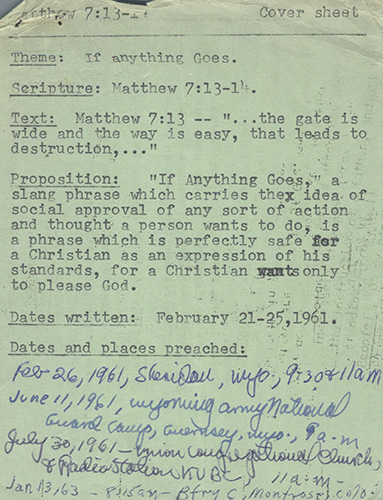 Matthew 7:13-14 Cover sheet
Theme: If anything Goes.
Scripture: Matthew 7:13-14.
Text: Matthew 7:13 -- "...the gate is
wide and the way is easy, that leads to
destruction,..."
Proposition: "If Anything Goes," a
slang phrase which carries thex idea of
social approval of any sort of action
and thought a person wants to do, is
a phrase which is perfectly safe for
a Christian as an expression of his
standards, for a Christian wants only
to please God.
Dates written: February 21-25,1961.
Dates and places preached:
Feb 26, 1961, Sheridan, Wyo, 9:30 & 11am
June 11, 1961, Wyoming Army National
Guard Camp, Guernsey, Wyo. 9 a-m
July 30, 1961 - Union Congregational Church,
& Radio Station KUBC, 11a-m-
Jan 13, 63 - 8:15am - Montrose, Colo.